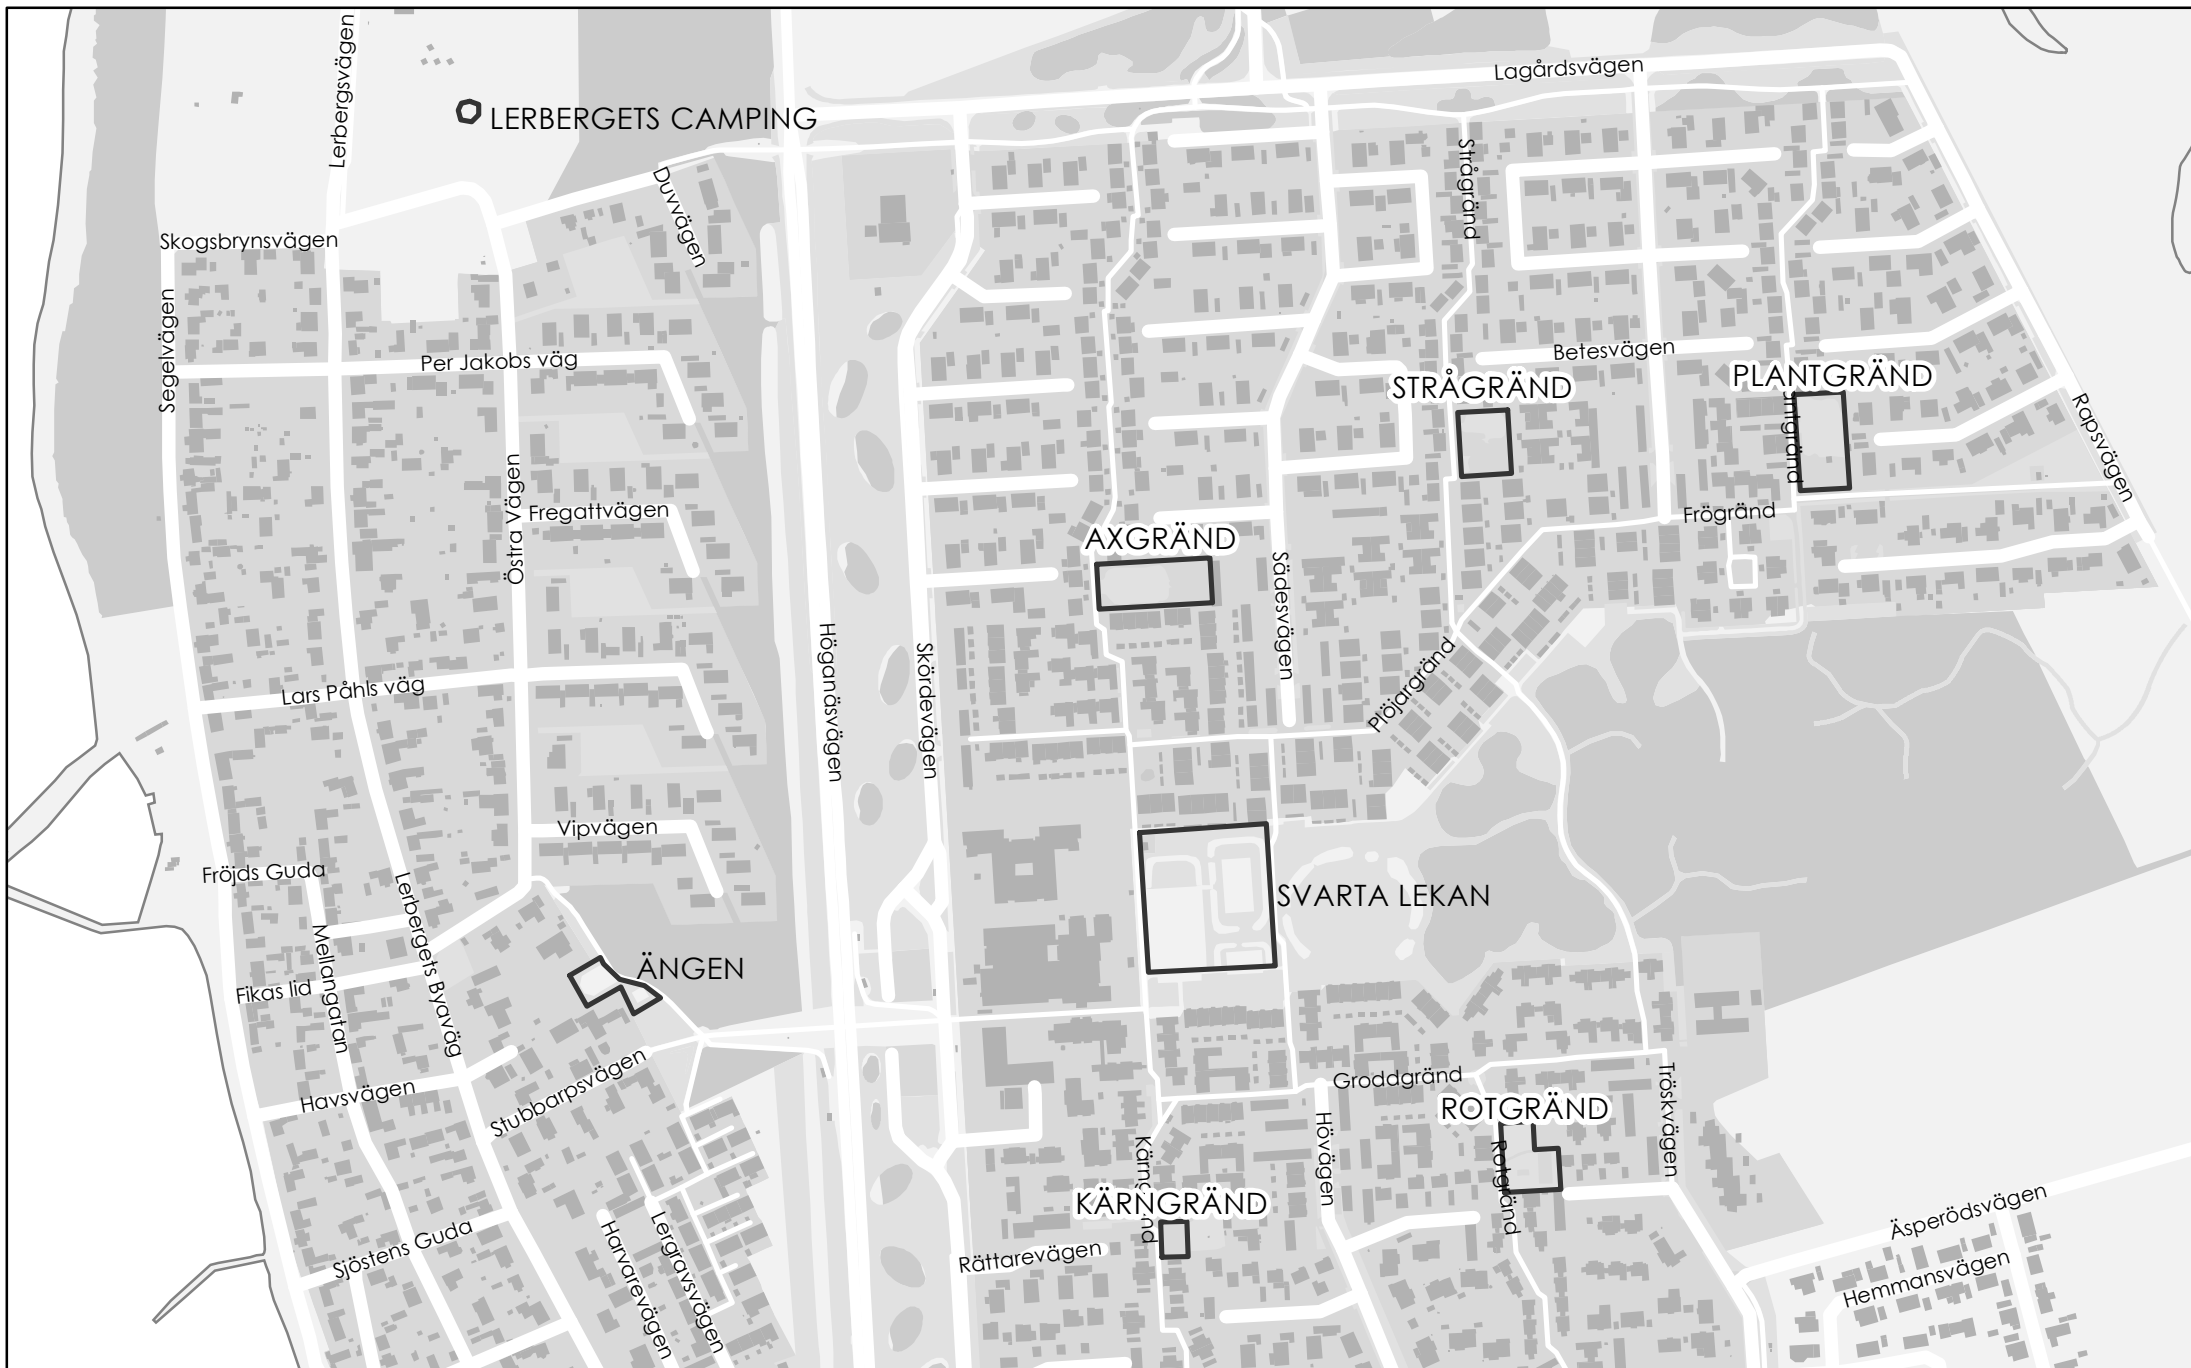 Lerbergsvägen
Lagårdsvägen
LERBERGETS CAMPING
Duvvägen
Strågränd
Skogsbrynsvägen
Segelvägen
Per Jakobs väg
Betesvägen
STRÅGRÄND
PLANTGRÄND
Rapsvägen
Östra Vägen
Fregattvägen
Frögränd
AXGRÄND
Sädesvägen
Höganäsvägen
Skördevägen
Plöjargränd
Lars Påhls väg
Vipvägen
Fröjds Guda
Lerbergets Byaväg
SVARTA LEKAN
Mellangatan
ÄNGEN
Fikas lid
Havsvägen
Stubbarpsvägen
Groddgränd
Tröskvägen
ROTGRÄND
Hövägen
Rotgränd
KÄRNGRÄND
Sjöstens Guda
Harvarevägen
Lergravsvägen
Rättarevägen
Äsperödsvägen
Hemmansvägen